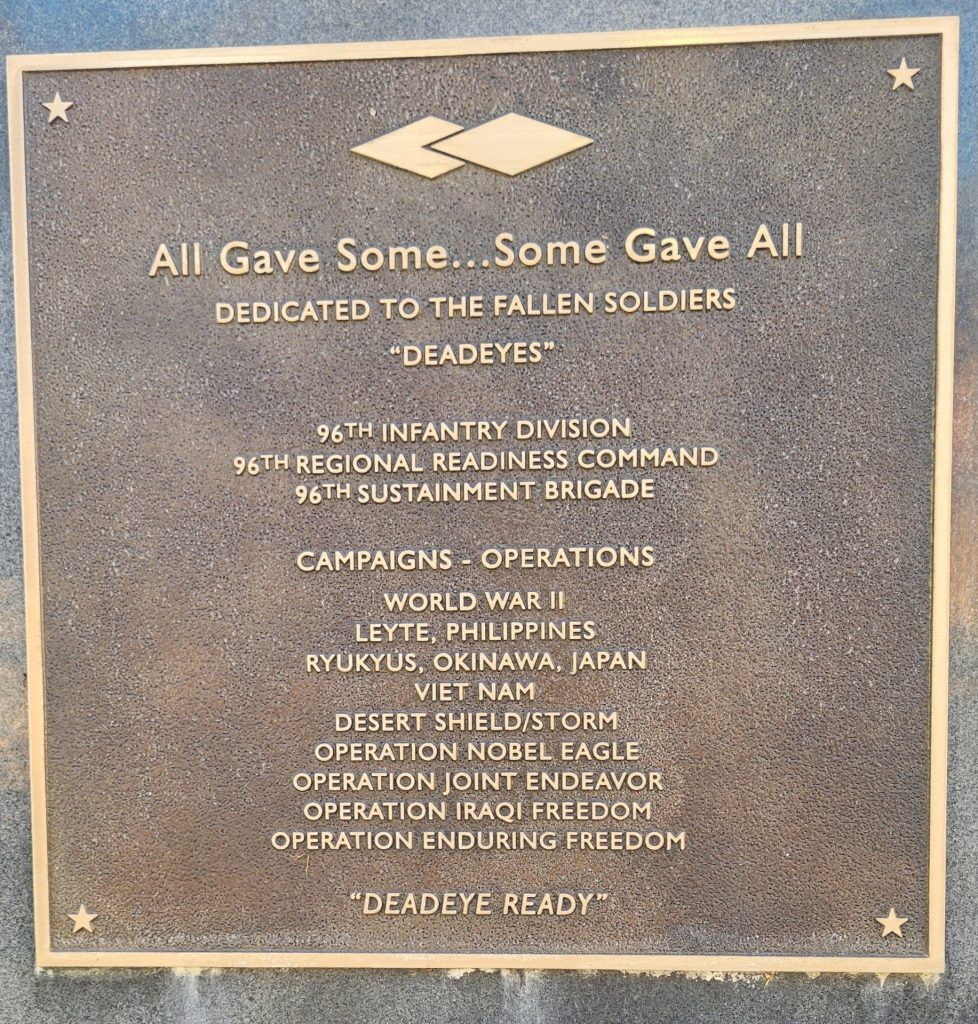 All Gave Some...Some Gave All
DEDICATED TO THE FALLEN SOLDIERS
“DEADEYES”
96TH INFANTRY DIVISION
96TH REGIONAL READINESS COMMAND
96TH SUSTAINMENT BRIGADE
CAMPAIGNS - OPERATIONS
WORLD WAR II
LEYTE, PHILIPPINES
RYUKYUS, OKINAWA, JAPAN
VIET NAM
DESERT SHIELD/STORM
OPERATION NOBEL EAGLE
OPERATION JOINT ENDEAVOR
OPERATION IRAQI FREEDOM
OPERATION ENDURING FREEDOM
“DEADEYE READY”